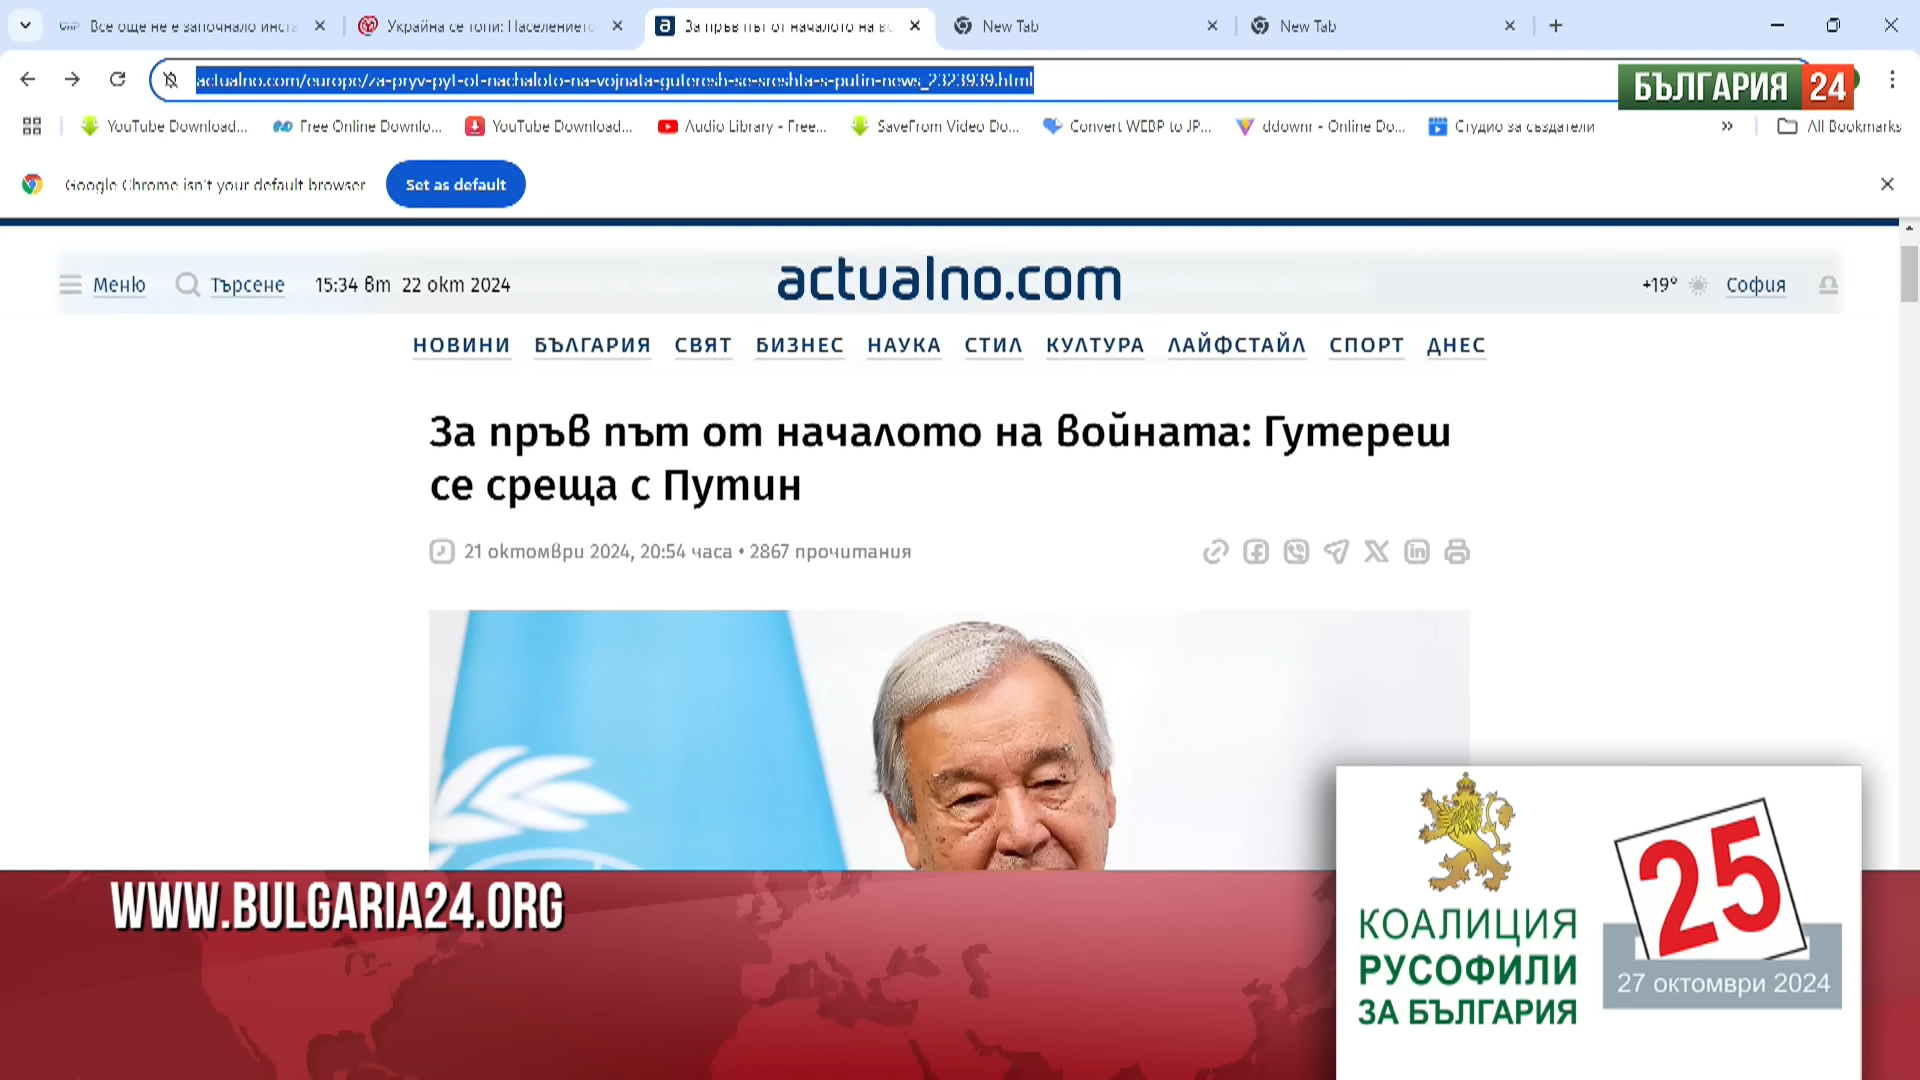 Все още не е започнало инста
Украйна се топи: Населението
За пръв път от началото на во
New Tab
New Tab
actualno.com/europe/za-pryv-pyt-ot-nachaloto-na-vojnata-guteresh-se-sreshta-s-putin-news_2323939.html
БЪЛГАРИЯ 24
YouTube Download...
Free Online Downlo...
YouTube Download...
Audio Library - Free...
SaveFrom Video Do...
Convert WEBP to JP...
ddownr - Online Do...
Студио за създатели
»
All Bookmarks
Google Chrome isn't your default browser
Set as default
Меню
Търсене
15:34 вт 22 окт 2024
actualno.com
+19°
София
НОВИНИ БЪЛГАРИЯ СВЯТ БИЗНЕС НАУКА СТИЛ КУЛТУРА ЛАЙФСТАЙЛ СПОРТ ДНЕС
За пръв път от началото на войната: Гутереш
се среща с Путин
21 октомври 2024, 20:54 часа • 2867 прочитания
WWW.BULGARIA24.ORG
КОАЛИЦИЯ
РУСОФИЛИ
ЗА БЪЛГАРИЯ
25
27 октомври 2024